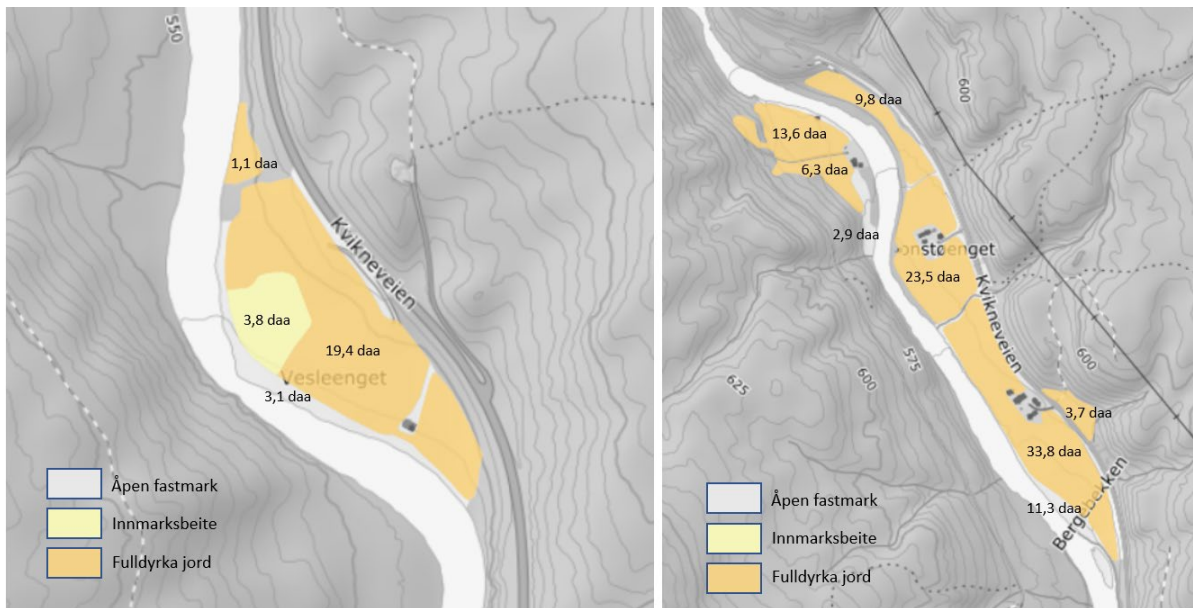 550
1,1 daa
Kvikneveien
3,8 daa
19,4 daa
Vesleenget
3,1 daa
Åpen fastmark
Innmarksbeite
Fulldyrka jord
600
9,8 daa
13,6 daa
6,3 daa
2,9 daa
onstøenget
23,5 daa
Kvikneveien
575
600
600
625
3,7 daa
33,8 daa
11,3 daa
Bergebekken
Åpen fastmark
Innmarksbeite
Fulldyrka jord